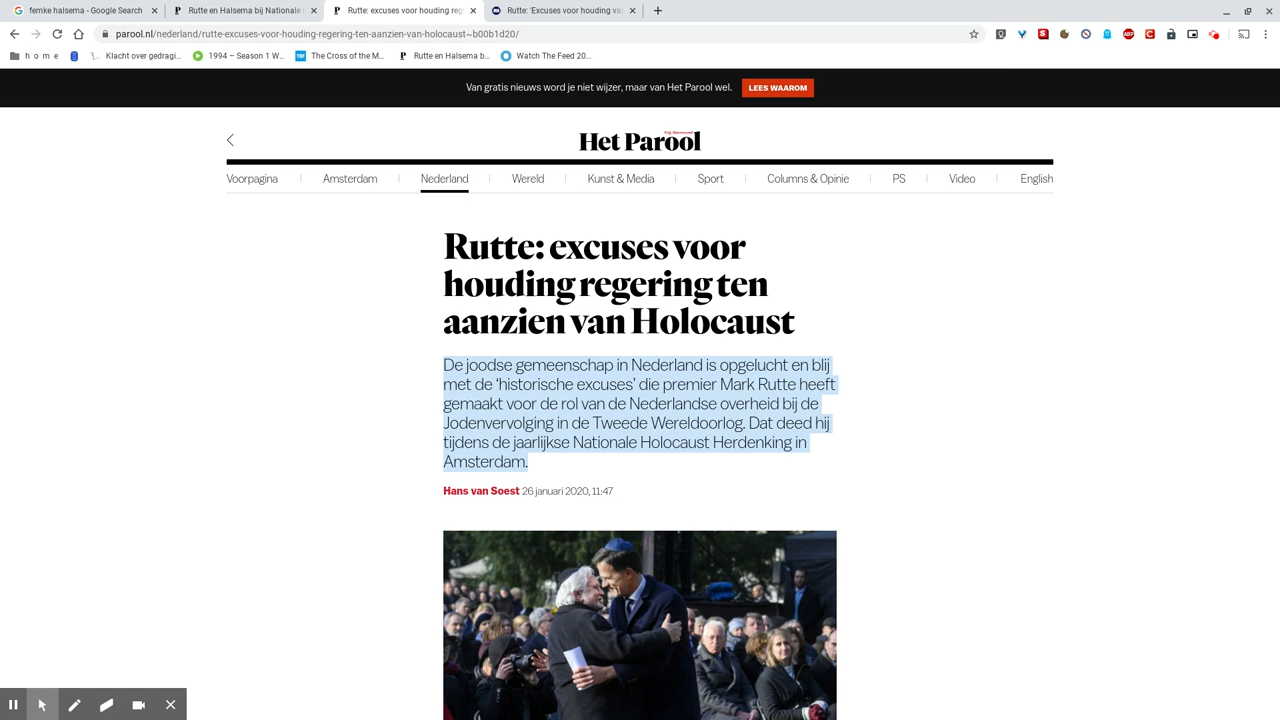 femke halsema - Google Search
Rutte en Halsema bij Nationale
Rutte: excuses voor houding reg
Rutte: 'Excuses voor houding va
parool.nl/nederland/rutte-excuses-voor-houding-regering-ten-aanzien-van-holocaust~b00b1d20/
h o m e
Klacht over gedragi...
1994 – Season 1 W...
The Cross of the M...
Rutte en Halsema b...
Watch The Feed 20...
Van gratis nieuws word je niet wijzer, maar van Het Parool wel.
LEES WAAROM
Het Parool
Voorpagina
Amsterdam
Nederland
Wereld
Kunst & Media
Sport
Columns & Opinie
PS
Video
English
Rutte: excuses voor
houding regering ten
aanzien van Holocaust
De joodse gemeenschap in Nederland is opgelucht en blij
met de ‘historische excuses’ die premier Mark Rutte heeft
gemaakt voor de rol van de Nederlandse overheid bij de
Jodenvervolging in de Tweede Wereldoorlog. Dat deed hij
tijdens de jaarlijkse Nationale Holocaust Herdenking in
Amsterdam.
Hans van Soest 26 januari 2020, 11:47